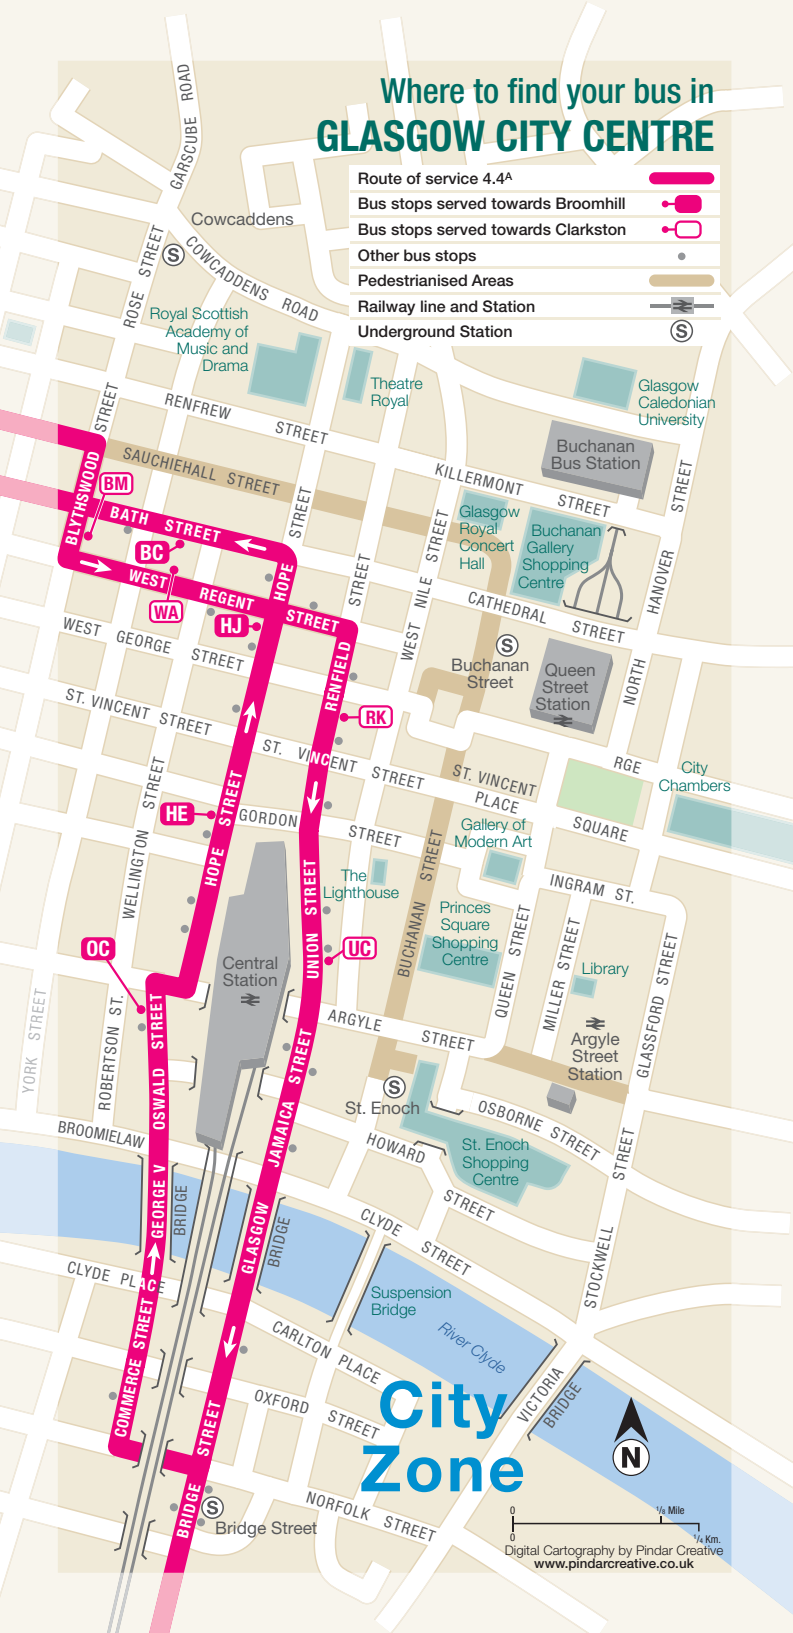 Where to find your bus in
GLASGOW CITY CENTRE
Route of service 4.4ᴬ
Bus stops served towards Broomhill
Bus stops served towards Clarkston
Other bus stops
Pedestrianised Areas
Railway line and Station
Underground Station
S
GARSCUBE ROAD
Cowcaddens
S
COWCADDENS ROAD
ROSE STREET
Royal Scottish
Academy of
Music and
Drama
Theatre
Royal
Glasgow
Caledonian
University
RENFREW STREET
STREET
Buchanan
Bus Station
SAUCHIEHALL STREET
KILLERMONT STREET
BLYTHSWOOD
BM
BATH STREET
BC
STREET
HOPE
Glasgow
Royal
Concert
Hall
Buchanan
Gallery
Shopping
Centre
STREET
HANOVER
NORTH
WEST REGENT STREET
WA
HJ
STREET
RENFIELD
WEST NILE STREET
CATHEDRAL STREET
WEST GEORGE STREET
S
Buchanan
Street
Queen
Street
Station
RK
ST. VINCENT STREET
ST. VINCENT STREET
ST. VINCENT
PLACE
RGE
SQUARE
City
Chambers
WELLINGTON STREET
HE
HOPE STREET
GORDON STREET
Gallery of
Modern Art
The
Lighthouse
INGRAM ST.
UNION STREET
BUCHANAN STREET
Princes
Square
Shopping
Centre
QUEEN STREET
MILLER STREET
Library
GLASSFORD STREET
OC
UC
Central
Station
ARGYLE STREET
Argyle
Street
Station
YORK STREET
ROBERTSON ST.
OSWALD STREET
JAMAICA STREET
S
St. Enoch
OSBORNE STREET
BROOMIELAW
HOWARD STREET
St. Enoch
Shopping
Centre
STOCKWELL STREET
GEORGE V
BRIDGE
GLASGOW
BRIDGE
CLYDE STREET
CLYDE PLACE
Suspension
Bridge
River Clyde
COMMERCE STREET
CARLTON PLACE
VICTORIA
BRIDGE
OXFORD STREET
City
Zone
N
BRIDGE STREET
S
Bridge Street
NORFOLK STREET
0
1/8 Mile
0
1/4 Km.
Digital Cartography by Pindar Creative
www.pindarcreative.co.uk